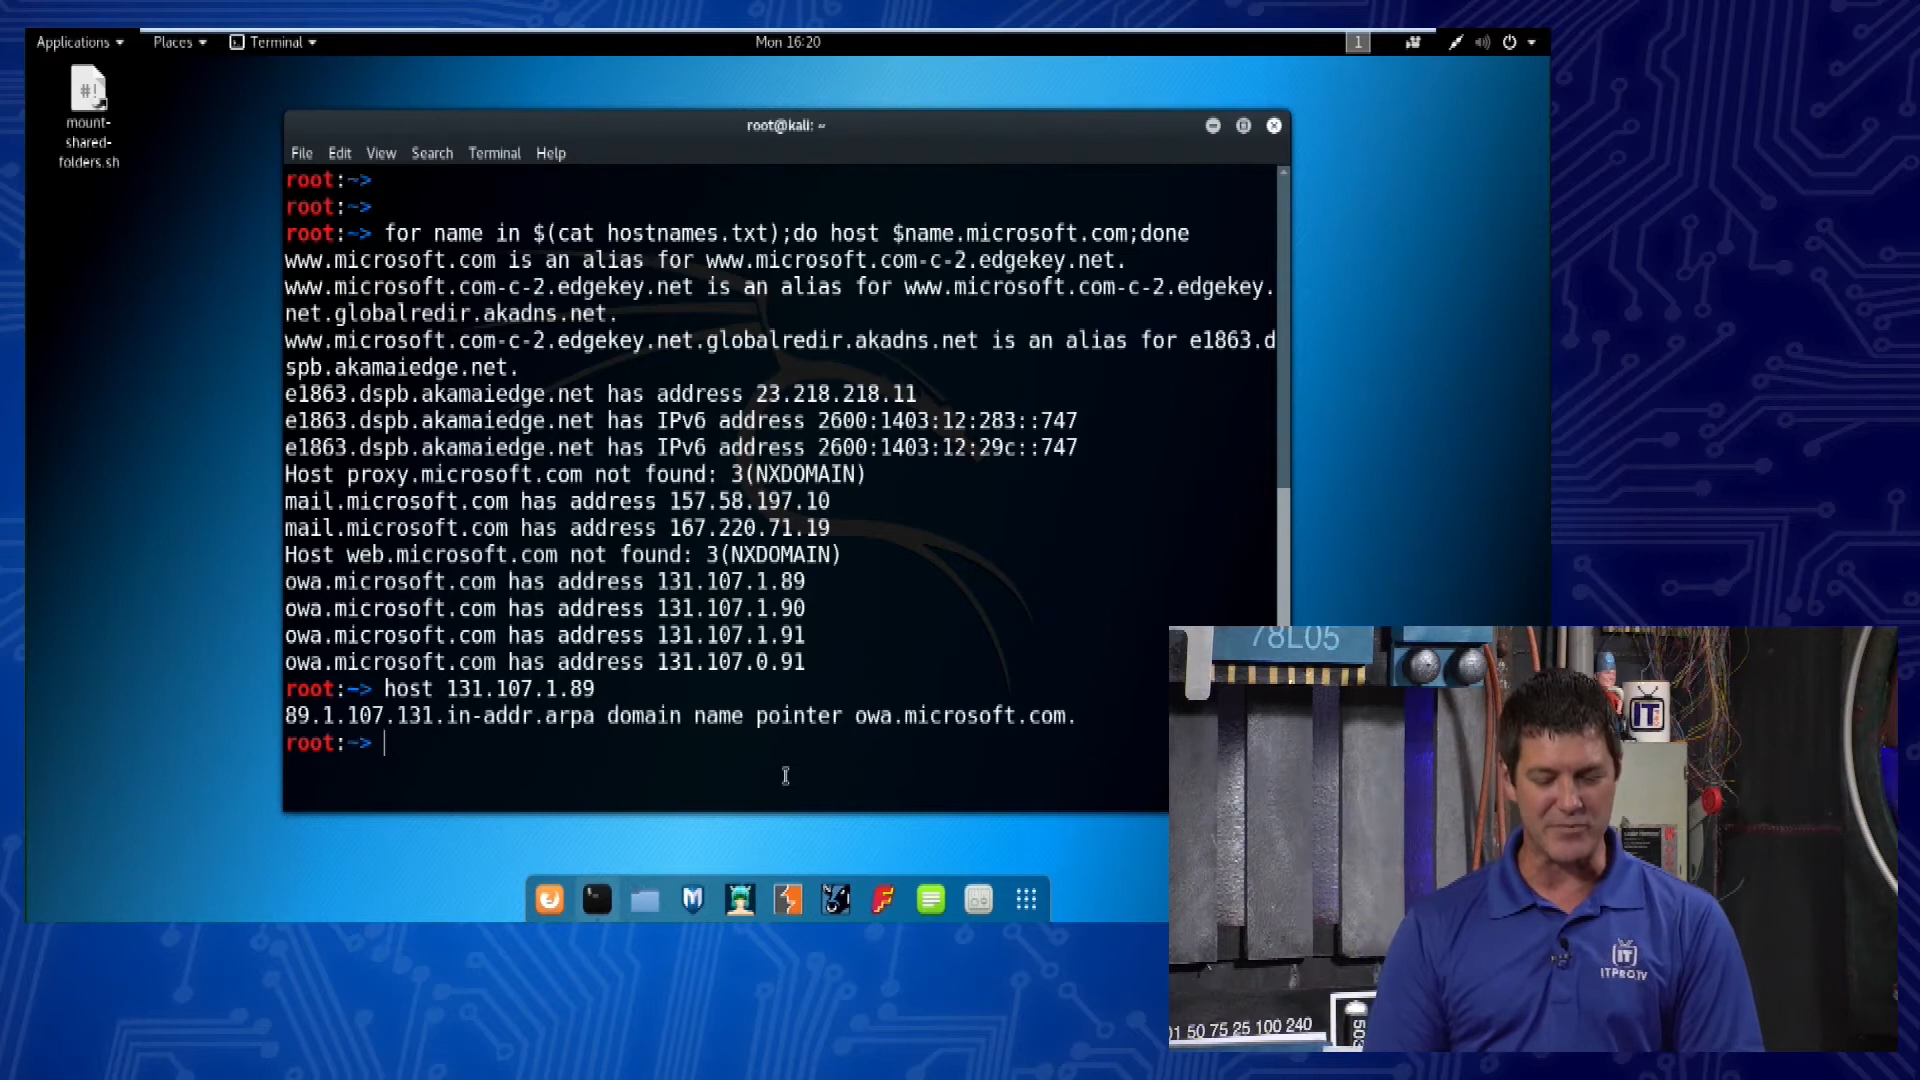 Applications Places Terminal Mon 16:20 1
#!
mount-
shared-
folders.sh
root@kali: ~
File Edit View Search Terminal Help
root:~>
root:~>
root:~> for name in $(cat hostnames.txt);do host $name.microsoft.com;done
www.microsoft.com is an alias for www.microsoft.com-c-2.edgekey.net.
www.microsoft.com-c-2.edgekey.net is an alias for www.microsoft.com-c-2.edgekey.
net.globalredir.akadns.net.
www.microsoft.com-c-2.edgekey.net.globalredir.akadns.net is an alias for e1863.d
spb.akamaiedge.net.
e1863.dspb.akamaiedge.net has address 23.218.218.11
e1863.dspb.akamaiedge.net has IPv6 address 2600:1403:12:283::747
e1863.dspb.akamaiedge.net has IPv6 address 2600:1403:12:29c::747
Host proxy.microsoft.com not found: 3(NXDOMAIN)
mail.microsoft.com has address 157.58.197.10
mail.microsoft.com has address 167.220.71.19
Host web.microsoft.com not found: 3(NXDOMAIN)
owa.microsoft.com has address 131.107.1.89
owa.microsoft.com has address 131.107.1.90
owa.microsoft.com has address 131.107.1.91
owa.microsoft.com has address 131.107.0.91
root:~> host 131.107.1.89
89.1.107.131.in-addr.arpa domain name pointer owa.microsoft.com.
root:~>
78L05
IT
IT
ITPROTV
50 75 25 100 240
503